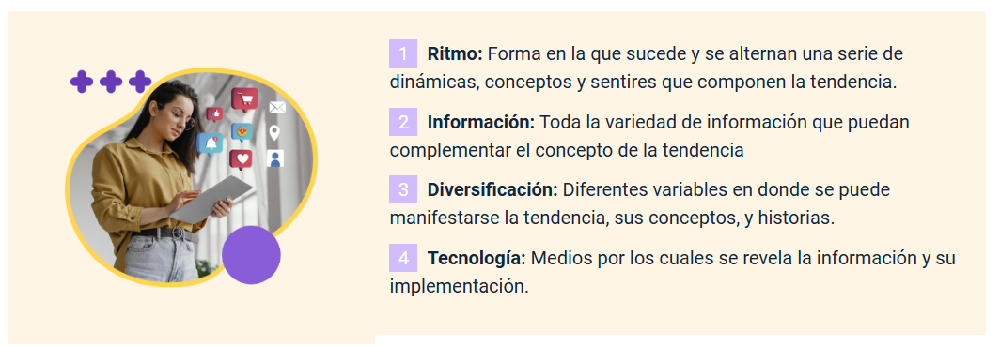 1 Ritmo: Forma en la que sucede y se alternan una serie de
dinámicas, conceptos y sentires que componen la tendencia.
2 Información: Toda la variedad de información que puedan
complementar el concepto de la tendencia
3 Diversificación: Diferentes variables en donde se puede
manifestarse la tendencia, sus conceptos, y historias.
4 Tecnología: Medios por los cuales se revela la información y su
implementación.